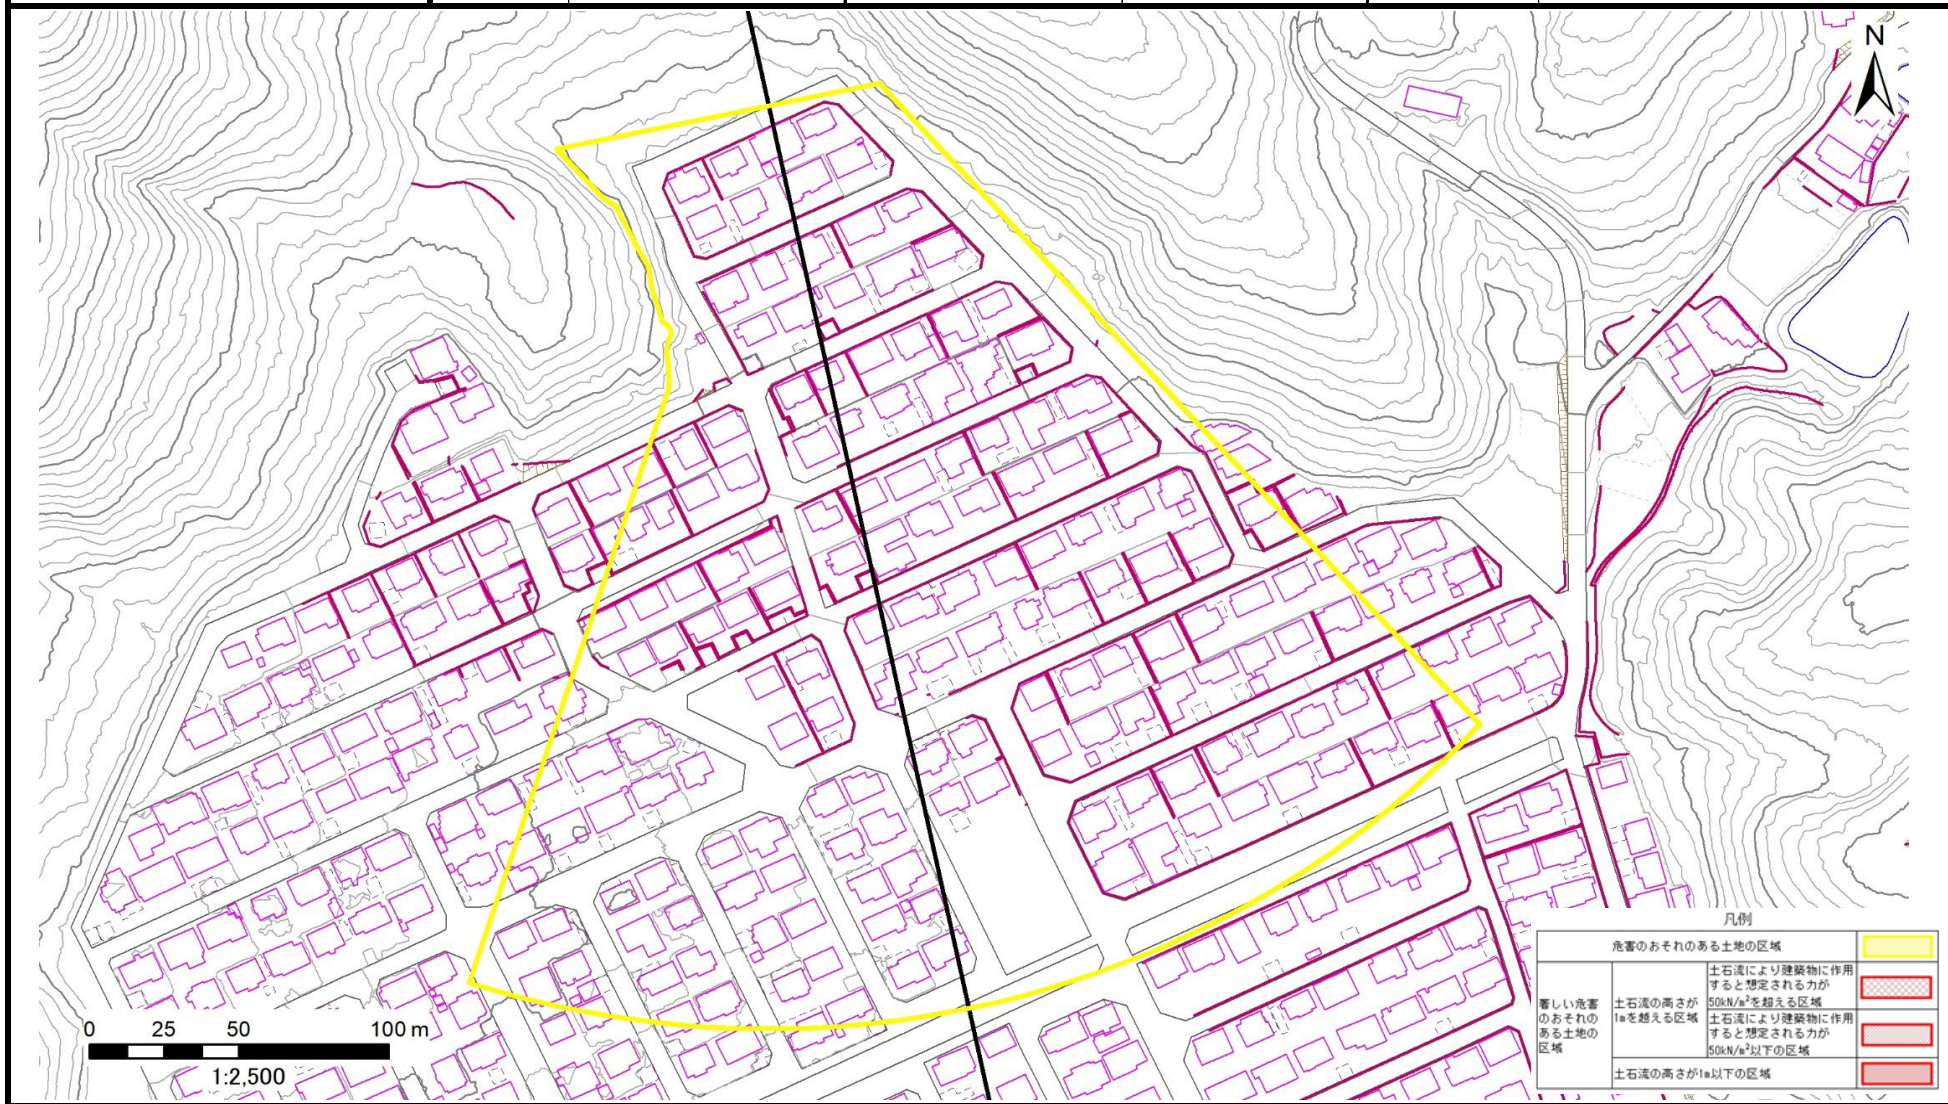 N
凡例
危害のおそれのある土地の区域
著しい危害
のおそれの
ある土地の
区域
土石流の高さが
1mを越える区域
土石流により建築物に作用
すると想定される力が
50kN/m²を超える区域
土石流により建築物に作用
すると想定される力が
50kN/m²以下の区域
土石流の高さが1m以下の区域
0 25 50 100 m
1:2,500